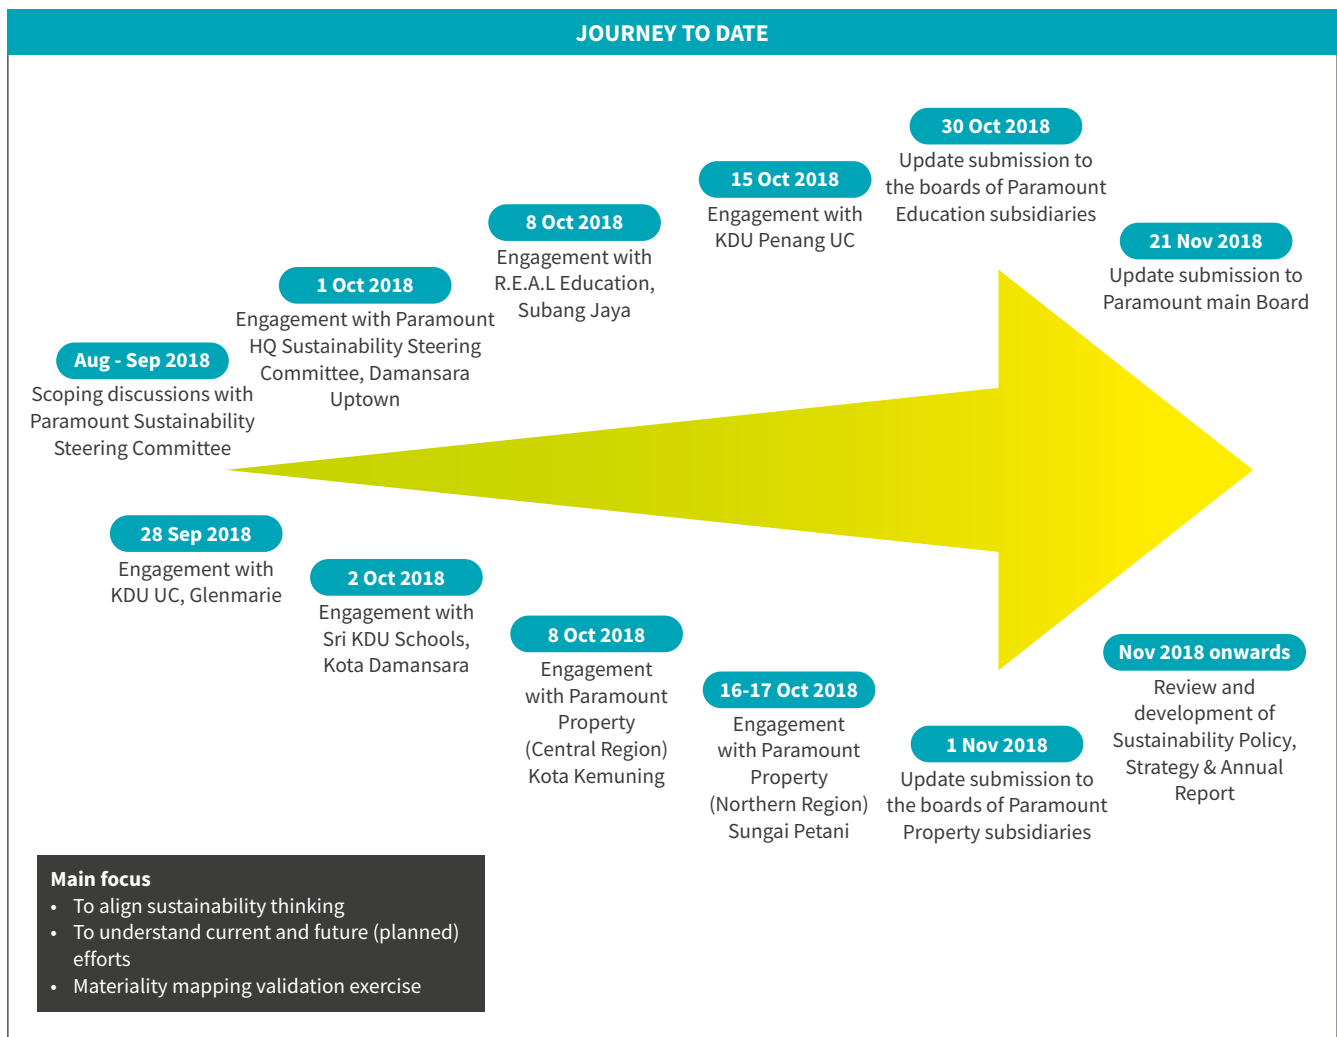 JOURNEY TO DATE
Aug - Sep 2018
Scoping discussions with
Paramount Sustainability
Steering Committee
1 Oct 2018
Engagement with Paramount
HQ Sustainability Steering
Committee, Damansara
Uptown
8 Oct 2018
Engagement with
R.E.A.L Education,
Subang Jaya
15 Oct 2018
Engagement with
KDU Penang UC
30 Oct 2018
Update submission to
the boards of Paramount
Education subsidiaries
21 Nov 2018
Update submission to
Paramount main Board
28 Sep 2018
Engagement with
KDU UC, Glenmarie
2 Oct 2018
Engagement with
Sri KDU Schools,
Kota Damansara
8 Oct 2018
Engagement
with Paramount
Property
(Central Region)
Kota Kemuning
16-17 Oct 2018
Engagement
with Paramount
Property
(Northern Region)
Sungai Petani
1 Nov 2018
Update submission to
the boards of Paramount
Property subsidiaries
Nov 2018 onwards
Review and
development of
Sustainability Policy,
Strategy & Annual
Report
Main focus
• To align sustainability thinking
• To understand current and future (planned)
efforts
• Materiality mapping validation exercise